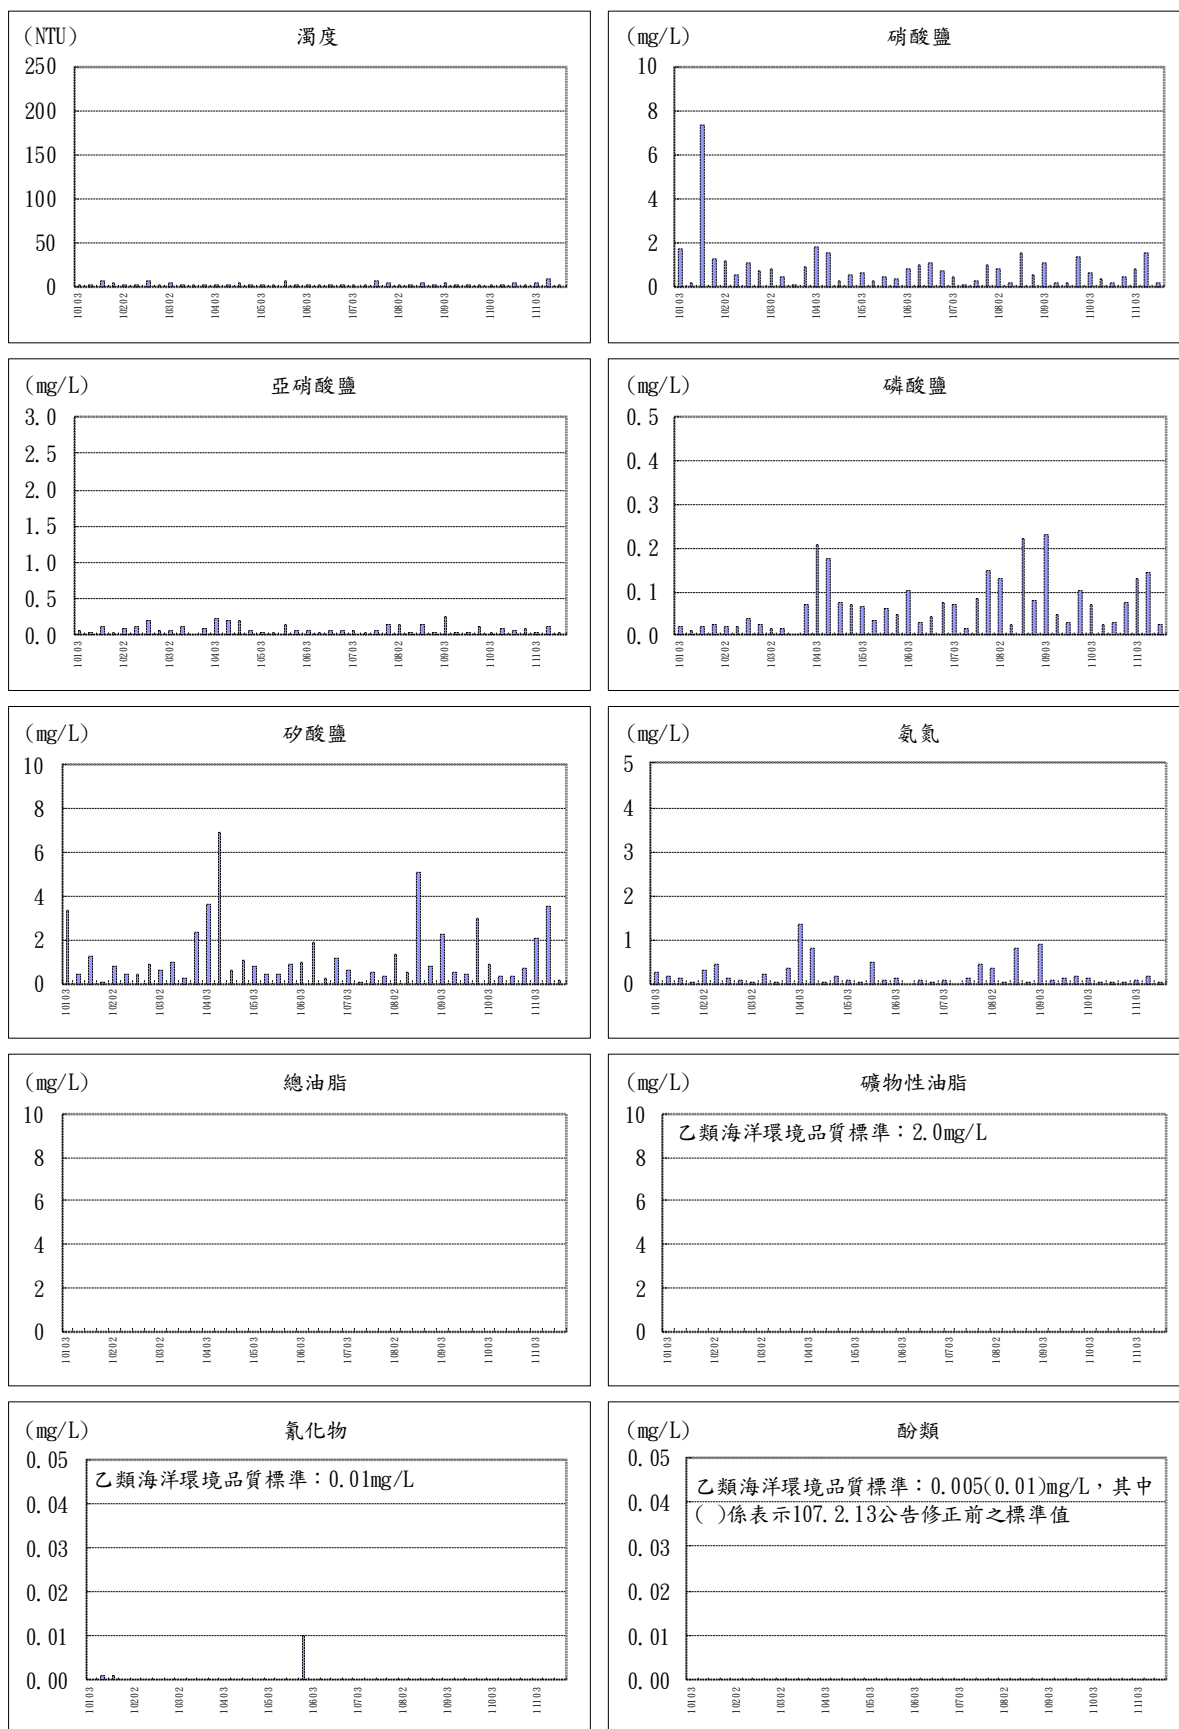 (NTU) 濁度
250
200
150
100
50
0
10103 10202 10302 10403 10503 10603 10703 10802 10903 11003 11103
(mg/L) 硝酸鹽
10
8
6
4
2
0
10103 10202 10302 10403 10503 10603 10703 10802 10903 11003 11103
(mg/L) 亞硝酸鹽
3.0
2.5
2.0
1.5
1.0
0.5
0.0
10103 10202 10302 10403 10503 10603 10703 10802 10903 11003 11103
(mg/L) 磷酸鹽
0.5
0.4
0.3
0.2
0.1
0.0
10103 10202 10302 10403 10503 10603 10703 10802 10903 11003 11103
(mg/L) 矽酸鹽
10
8
6
4
2
0
10103 10202 10302 10403 10503 10603 10703 10802 10903 11003 11103
(mg/L) 氨氮
5
4
3
2
1
0
10103 10202 10302 10403 10503 10603 10703 10802 10903 11003 11103
(mg/L) 總油脂
10
8
6
4
2
0
10103 10202 10302 10403 10503 10603 10703 10802 10903 11003 11103
(mg/L) 礦物性油脂
10
乙類海洋環境品質標準：2.0mg/L
8
6
4
2
0
10103 10202 10302 10403 10503 10603 10703 10802 10903 11003 11103
(mg/L) 氰化物
0.05
乙類海洋環境品質標準：0.01mg/L
0.04
0.03
0.02
0.01
0.00
10103 10202 10302 10403 10503 10603 10703 10802 10903 11003 11103
(mg/L) 酚類
0.05
乙類海洋環境品質標準：0.005(0.01)mg/L，其中
( )係表示107.2.13公告修正前之標準值
0.04
0.03
0.02
0.01
0.00
10103 10202 10302 10403 10503 10603 10703 10802 10903 11003 11103